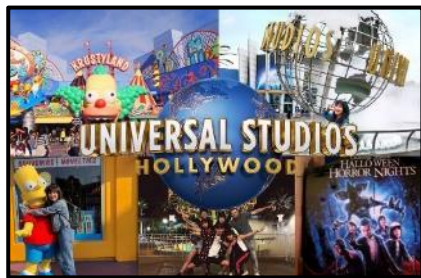 KRUSTYLAND
UNIVERSAL STUDIOS
HOLLYWOOD
HALLOWEEN
HORROR NIGHTS